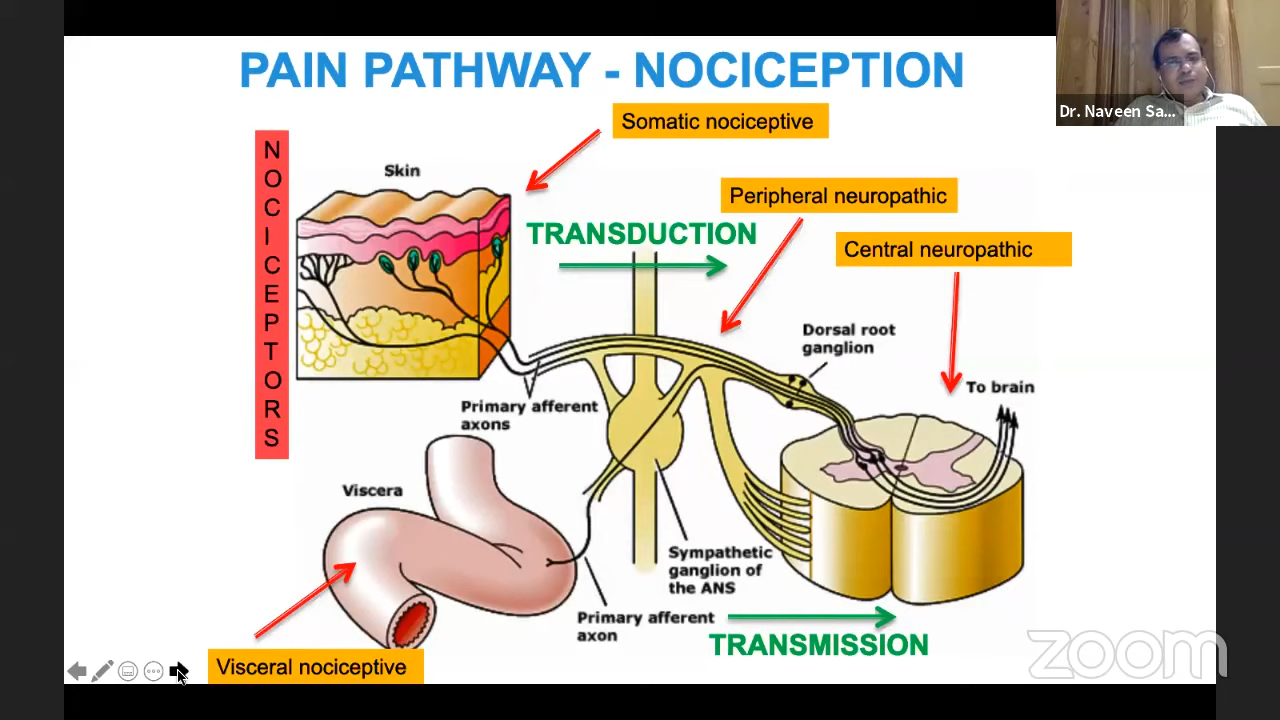 PAIN PATHWAY - NOCICEPTION
Dr. Naveen Sa...
Somatic nociceptive
NOCICEPTORS
Skin
Peripheral neuropathic
TRANSDUCTION
Central neuropathic
Dorsal root
ganglion
To brain
Primary afferent
axons
Viscera
Sympathetic
ganglion of
the ANS
Primary afferent
axon
TRANSMISSION
Visceral nociceptive
zoom